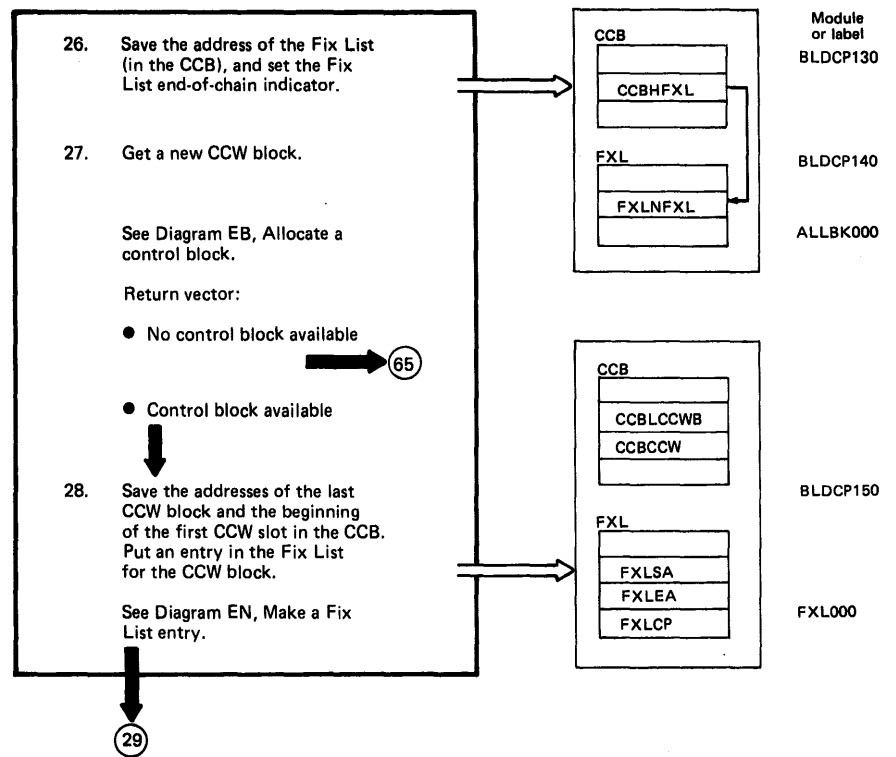 26. Save the address of the Fix List
(in the CCB), and set the Fix
List end-of-chain indicator.
27. Get a new CCW block.
See Diagram EB, Allocate a
control block.
Return vector:
● No control block available
65
● Control block available
28. Save the addresses of the last
CCW block and the beginning
of the first CCW slot in the CCB.
Put an entry in the Fix List
for the CCW block.
See Diagram EN, Make a Fix
List entry.
29
CCB
CCBHFXL
FXL
FXLNFXL
CCB
CCBLCCWB
CCBCCW
FXL
FXLSA
FXLEA
FXLCP
Module
or label
BLDCP130
BLDCP140
ALLBK000
BLDCP150
FXL000